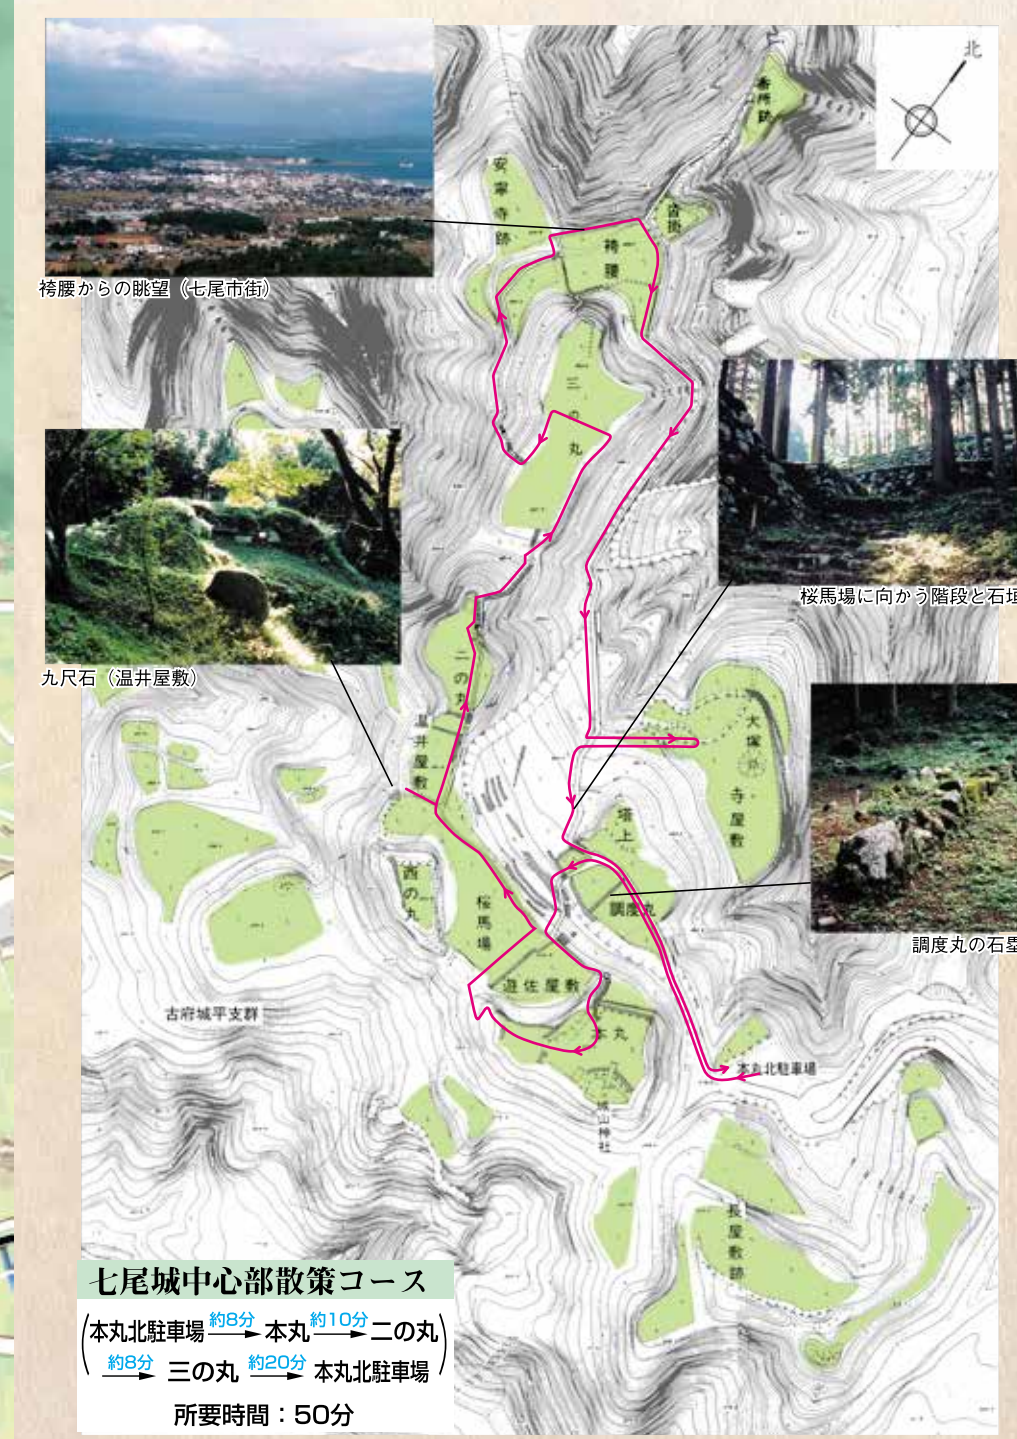 北
番所跡
安寧寺跡
沓掛
袴腰
袴腰からの眺望（七尾市街）
三の丸
桜馬場に向かう階段と石垣
九尺石（温井屋敷）
二の丸
温井屋敷
大塚
寺屋敷
塔上
西の丸
調度丸
桜馬場
調度丸の石塁
遊佐屋敷
古府城平支群
本丸
本丸北駐車場
城山神社
長屋敷跡
七尾城中心部散策コース
（本丸北駐車場 約8分 本丸 約10分 二の丸
約8分 三の丸 約20分 本丸北駐車場）
所要時間：50分